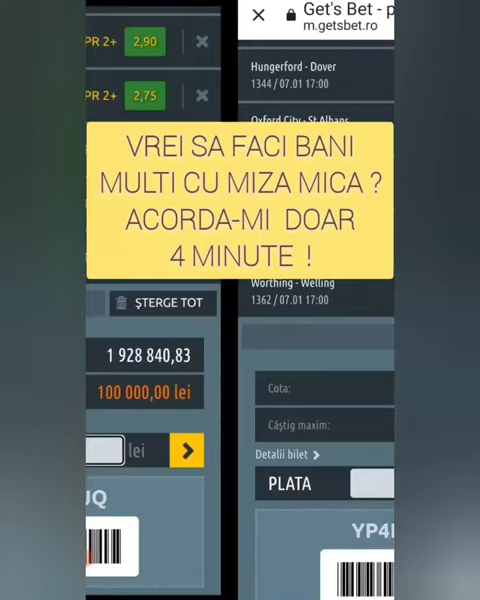 Get's Bet - p
m.getsbet.ro
PR 2+ 2,90
PR 2+ 2,75
Hungerford - Dover
1344 / 07.01 17:00
Oxford City - St Albans
VREI SA FACI BANI
MULTI CU MIZA MICA ?
ACORDA-MI DOAR
4 MINUTE !
Worthing - Welling
1362 / 07.01 17:00
ŞTERGE TOT
1 928 840,83
100 000,00 lei
lei
JQ
Cota:
Câştig maxim:
Detalii bilet
PLATA
YP4